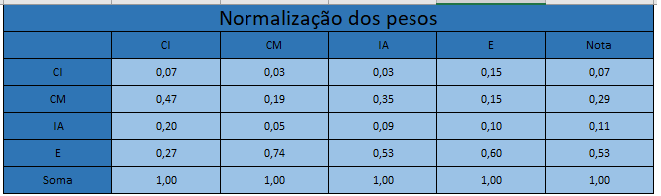 Normalização dos pesos
CI CM IA E Nota
CI 0,07 0,03 0,03 0,15 0,07
CM 0,47 0,19 0,35 0,15 0,29
IA 0,20 0,05 0,09 0,10 0,11
E 0,27 0,74 0,53 0,60 0,53
Soma 1,00 1,00 1,00 1,00 1,00